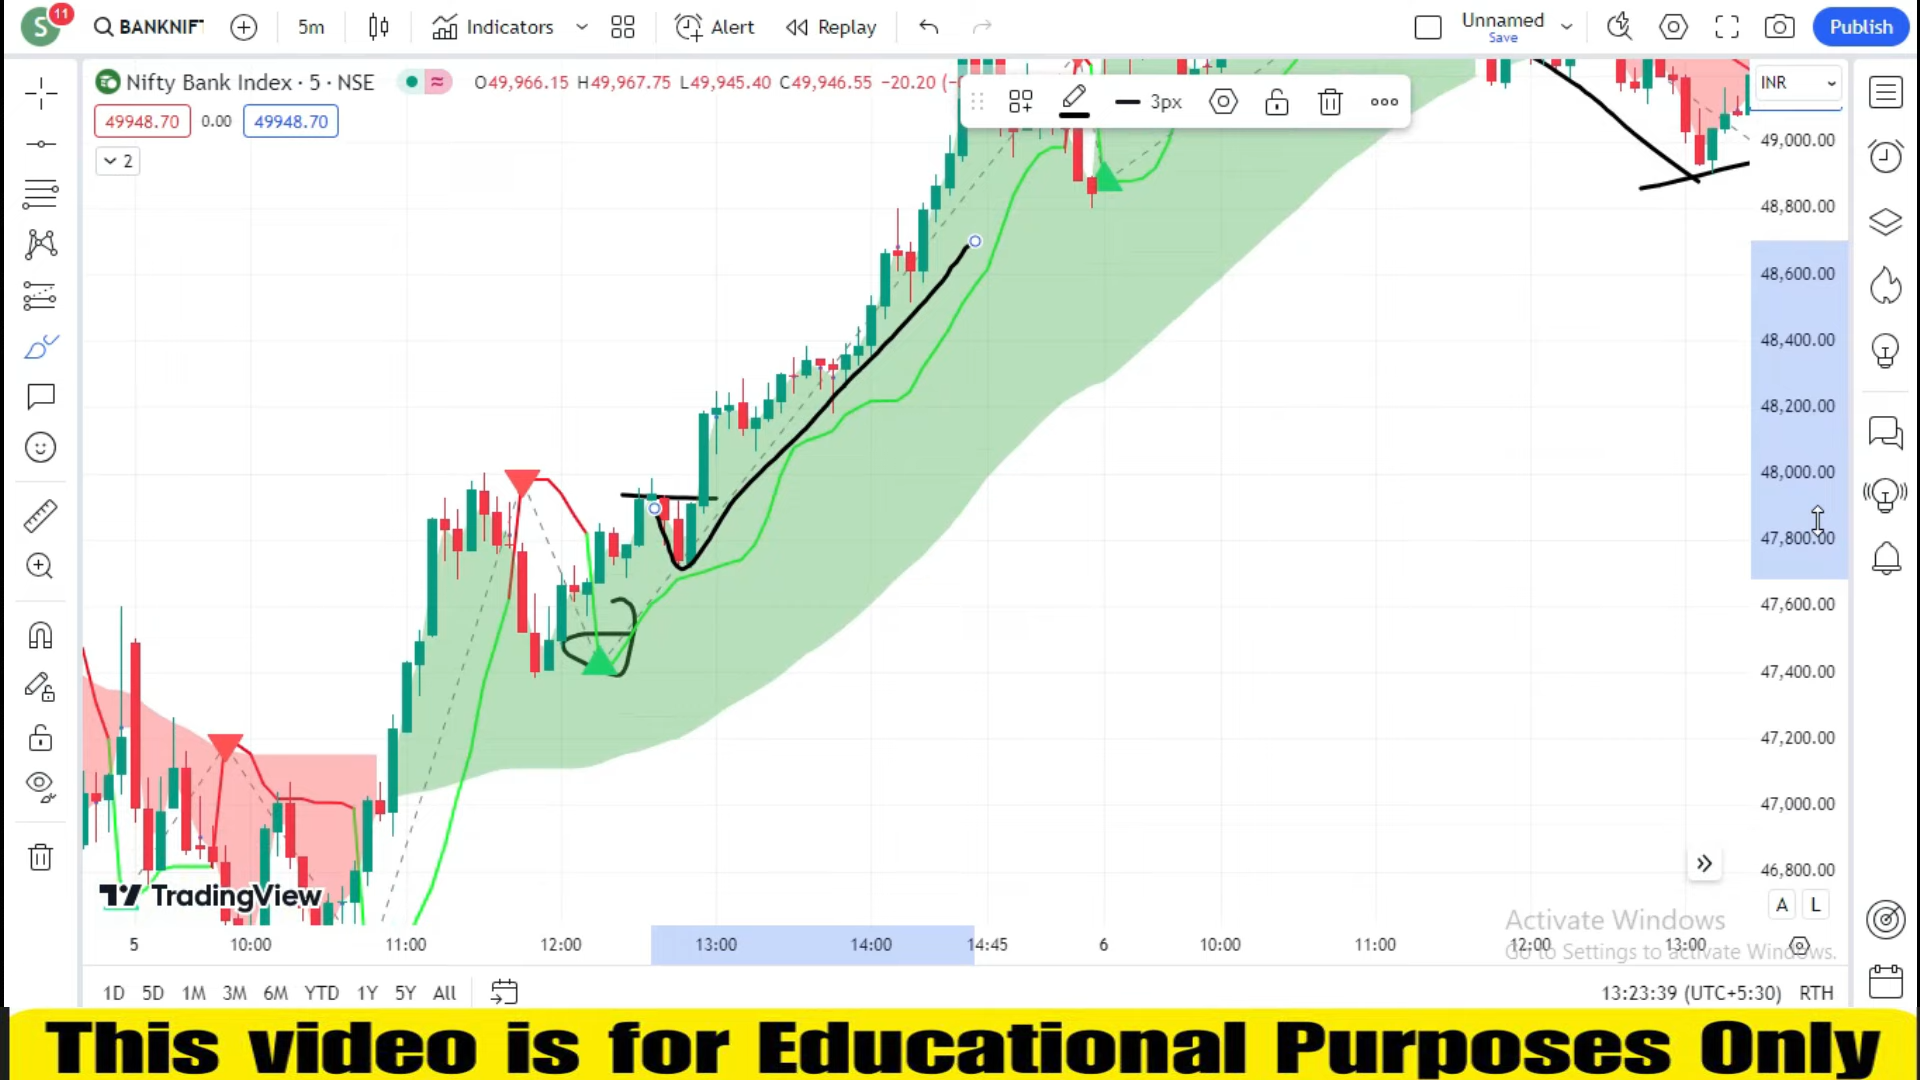 S 11 BANKNIF 5m Indicators Alert Replay Unnamed Save Publish
Nifty Bank Index · 5 · NSE O49,966.15 H49,967.75 L49,945.40 C49,946.55 −20.20 (− INR
3px
49948.70 0.00 49948.70
2
49,000.00
48,800.00
48,600.00
48,400.00
48,200.00
48,000.00
47,800.00
47,600.00
47,400.00
47,200.00
47,000.00
46,800.00
TradingView
A L
Activate Windows
Go to Settings to activate Windows.
5 10:00 11:00 12:00 13:00 14:00 14:45 6 10:00 11:00 12:00 13:00
1D 5D 1M 3M 6M YTD 1Y 5Y All 13:23:39 (UTC+5:30) RTH
This video is for Educational Purposes Only